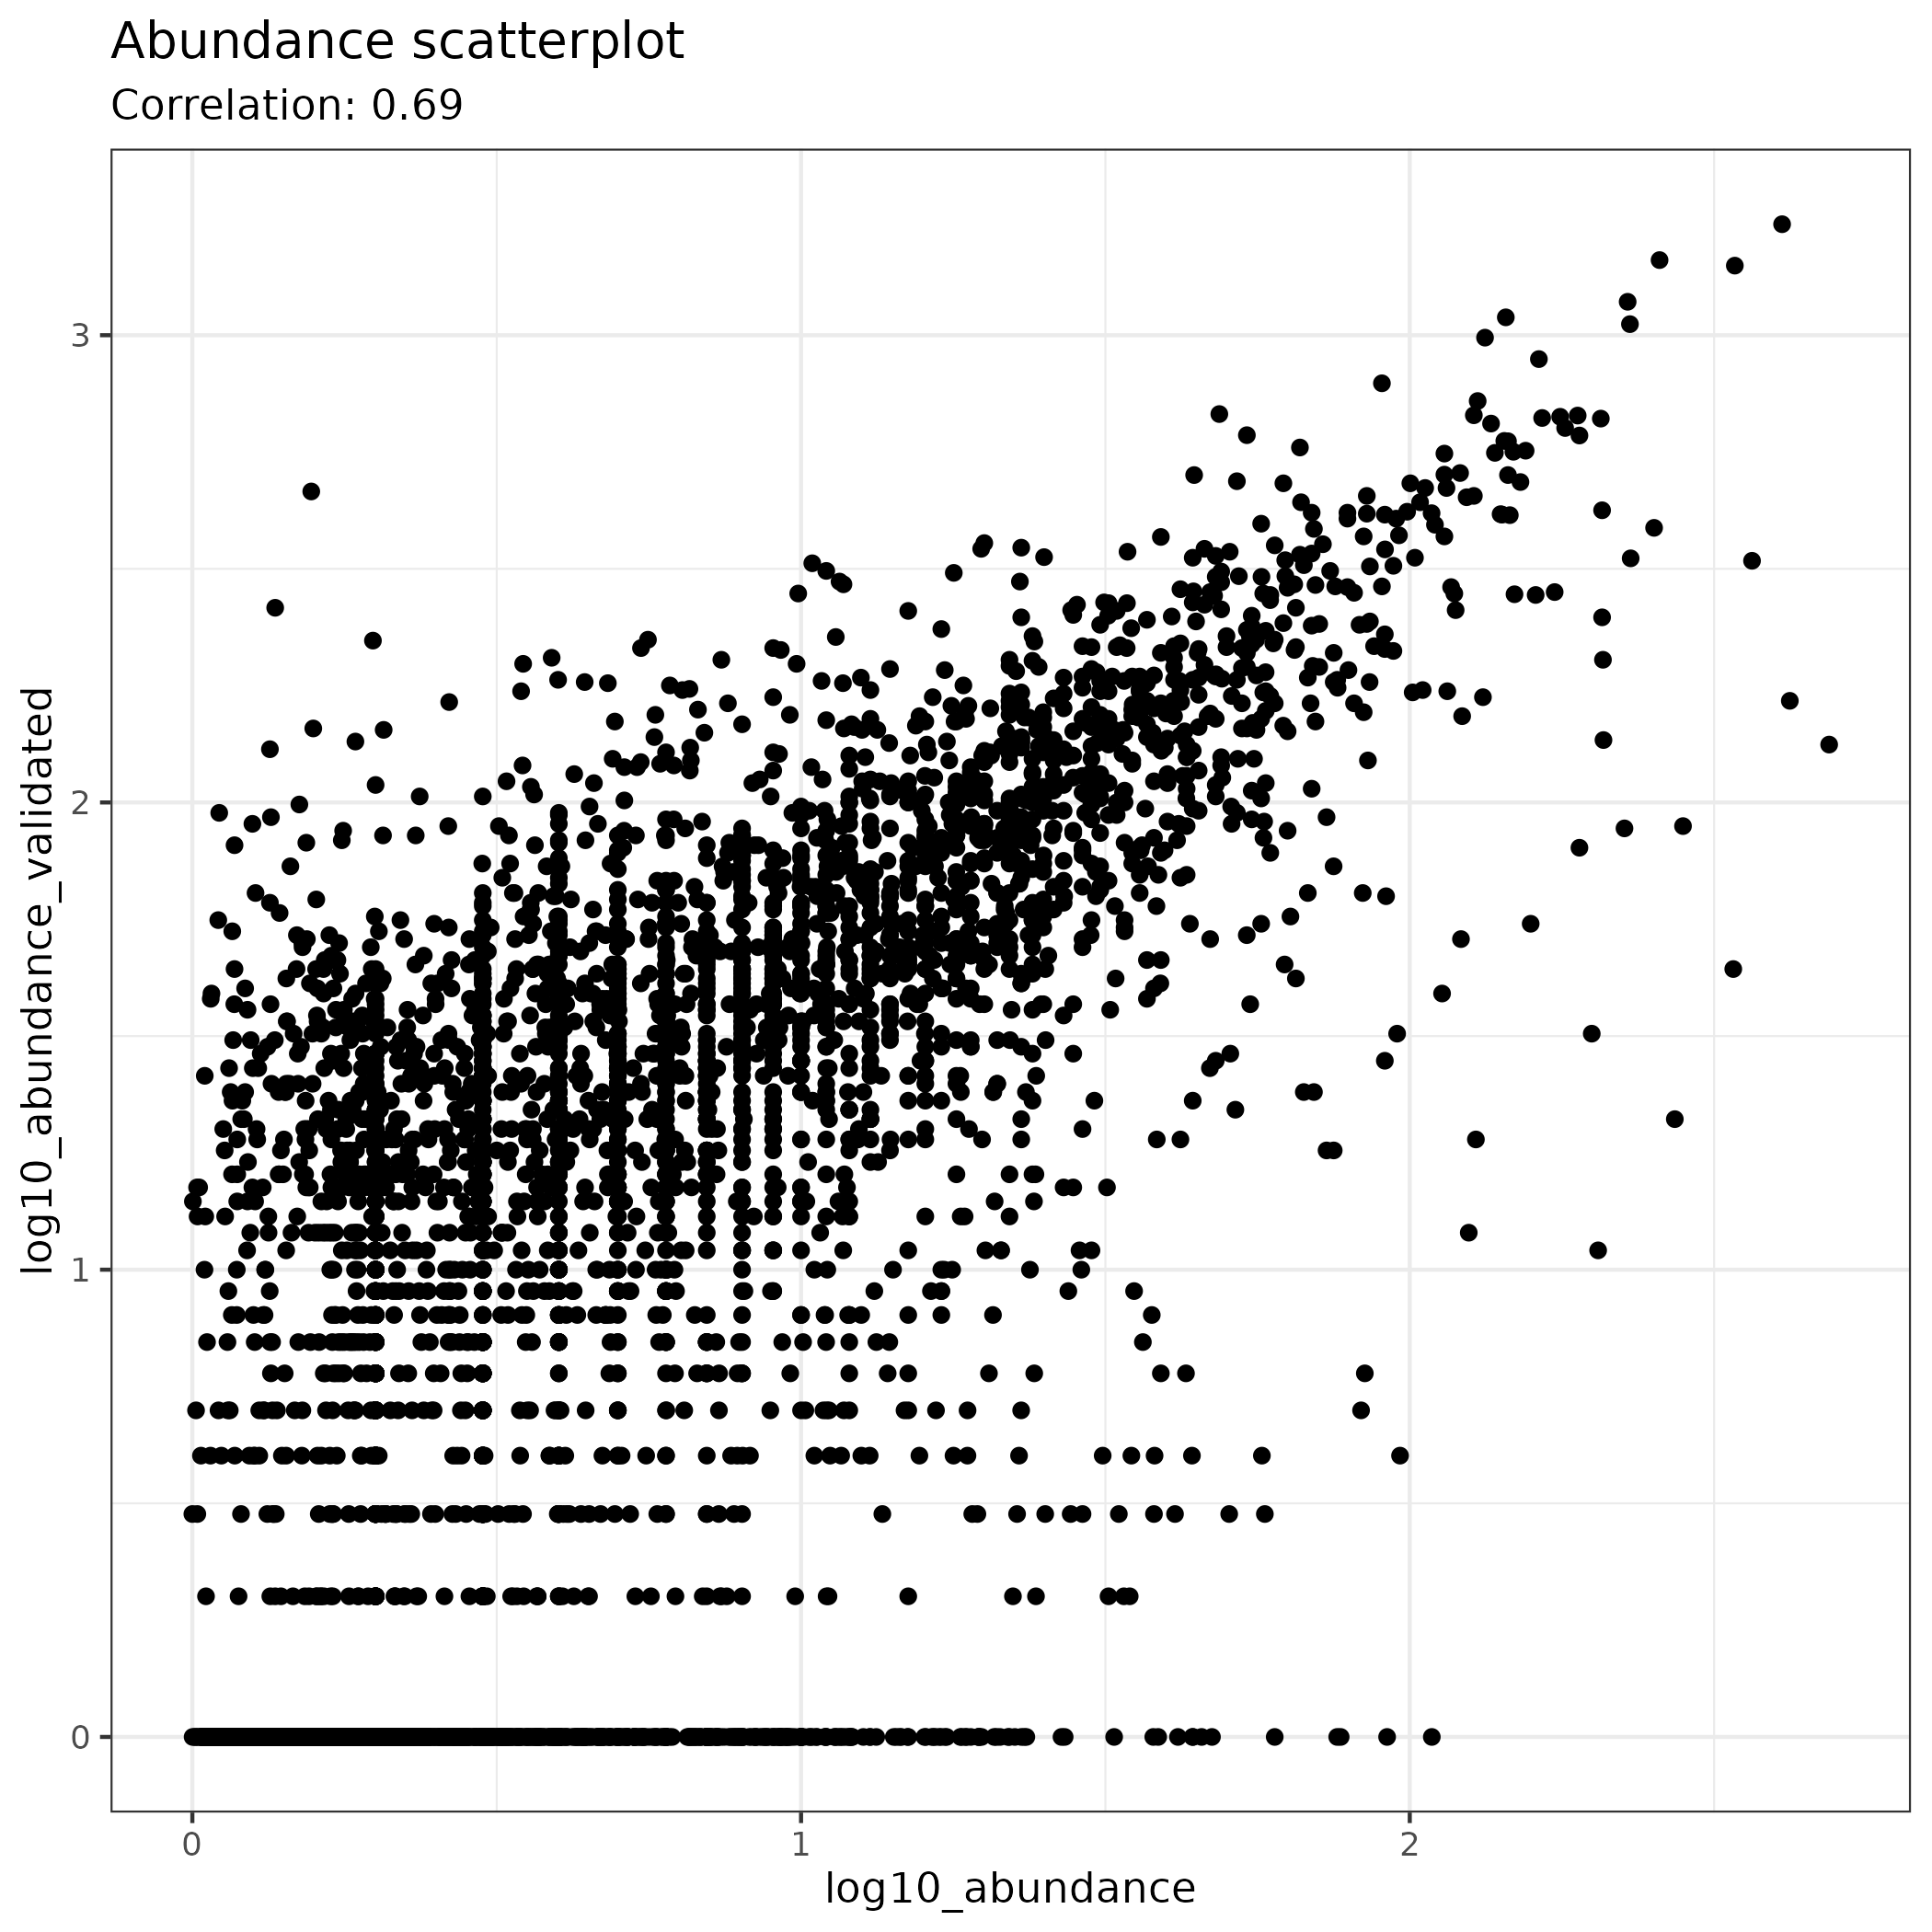 Abundance scatterplot
Correlation: 0.69
log10_abundance_validated
3
2
1
0
0 1 2
log10_abundance